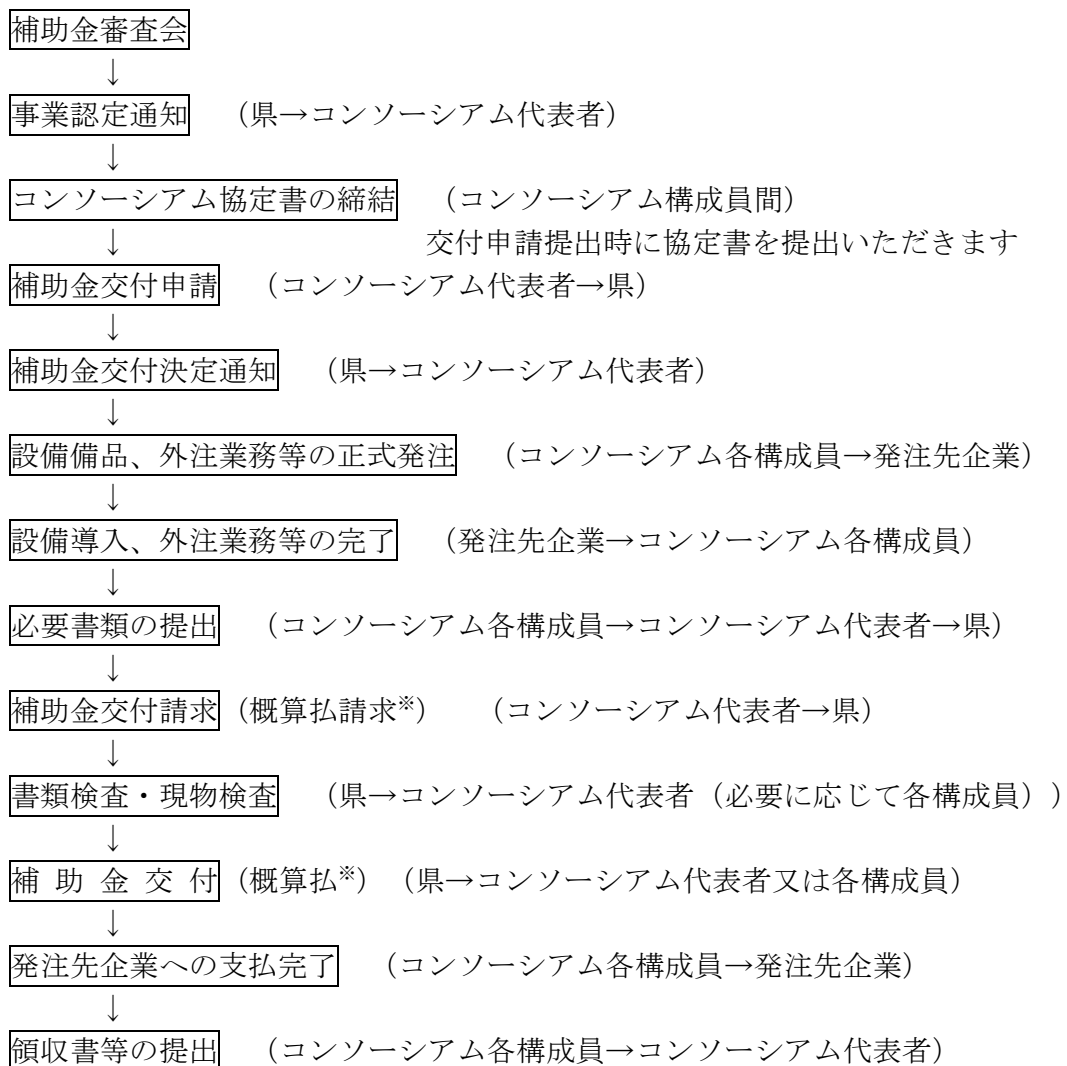 補助金審査会
↓
事業認定通知 （県→コンソーシアム代表者）
↓
コンソーシアム協定書の締結 （コンソーシアム構成員間）
↓ 交付申請提出時に協定書を提出いただきます
補助金交付申請 （コンソーシアム代表者→県）
↓
補助金交付決定通知 （県→コンソーシアム代表者）
↓
設備備品、外注業務等の正式発注 （コンソーシアム各構成員→発注先企業）
↓
設備導入、外注業務等の完了 （発注先企業→コンソーシアム各構成員）
↓
必要書類の提出 （コンソーシアム各構成員→コンソーシアム代表者→県）
↓
補助金交付請求（概算払請求※） （コンソーシアム代表者→県）
↓
書類検査・現物検査 （県→コンソーシアム代表者（必要に応じて各構成員））
↓
補 助 金 交 付（概算払※）（県→コンソーシアム代表者又は各構成員）
↓
発注先企業への支払完了 （コンソーシアム各構成員→発注先企業）
↓
領収書等の提出 （コンソーシアム各構成員→コンソーシアム代表者）